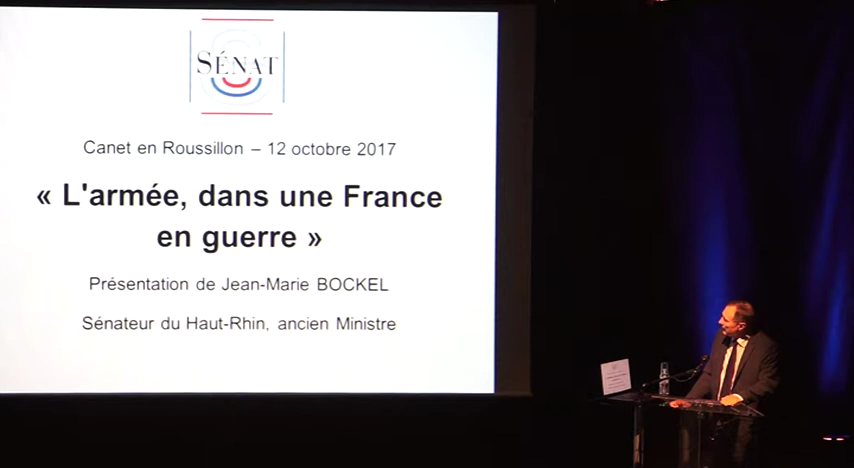 SÉNAT
Canet en Roussillon – 12 octobre 2017
« L'armée, dans une France
en guerre »
Présentation de Jean-Marie BOCKEL
Sénateur du Haut-Rhin, ancien Ministre